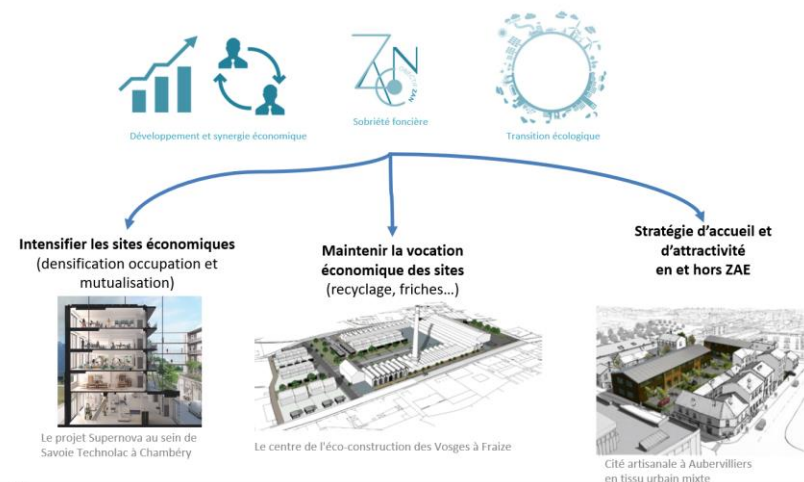 Développement et synergie économique
ZAN
Sobriété foncière
Transition écologique
Intensifier les sites économiques
(densification occupation et
mutualisation)
Maintenir la vocation
économique des sites
(recyclage, friches...)
Stratégie d'accueil et
d'attractivité
en et hors ZAE
Le projet Supernova au sein de
Savoie Technolac à Chambéry
Le centre de l'éco-construction des Vosges à Fraize
Cité artisanale à Aubervilliers
en tissu urbain mixte